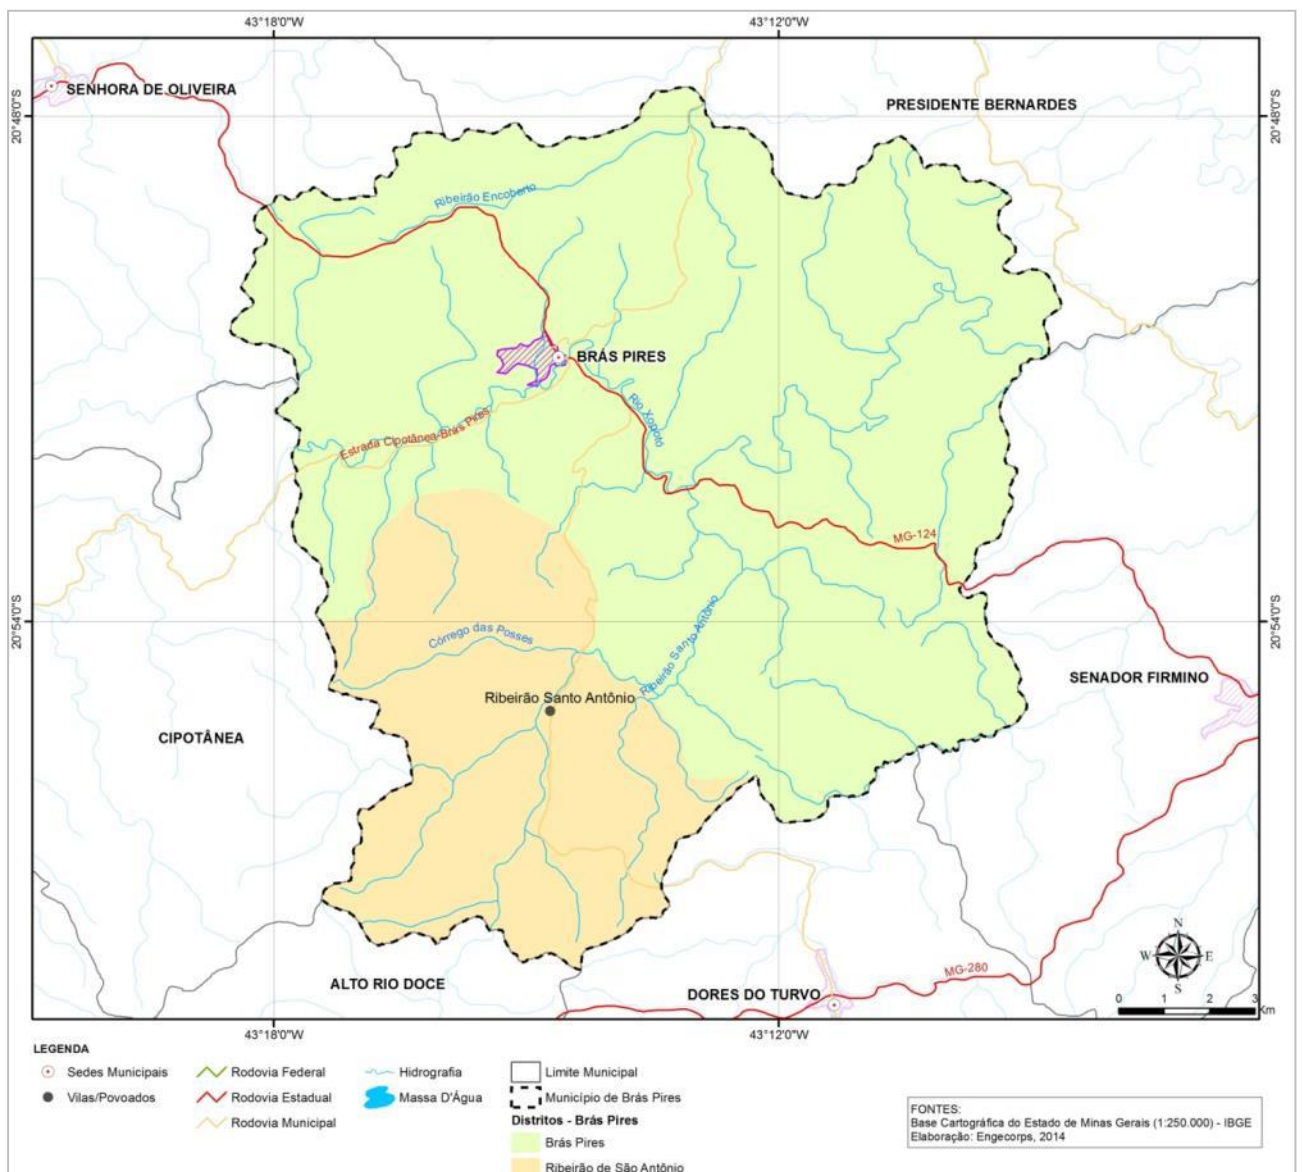 43°18'0"W
43°12'0"W
SENHORA DE OLIVEIRA
PRESIDENTE BERNARDES
20°48'0"S
20°48'0"S
Ribeirão Encoberto
BRÁS PIRES
Rio Xopotó
Estrada Cipotânea-Brás Pires
MG-124
20°54'0"S
20°54'0"S
Córrego das Posses
Ribeirão Santo Antônio
SENADOR FIRMINO
Ribeirão Santo Antônio
CIPOTÂNEA
N
W
E
S
MG-280
ALTO RIO DOCE
DORES DO TURVO
0 1 2 3
Km
43°18'0"W
43°12'0"W
LEGENDA
Sedes Municipais
Rodovia Federal
Hidrografia
Limite Municipal
Vilas/Povoados
Rodovia Estadual
Massa D'Água
Município de Brás Pires
Rodovia Municipal
Distritos - Brás Pires
Brás Pires
Ribeirão de São Antônio
FONTES:
Base Cartográfica do Estado de Minas Gerais (1:250.000) - IBGE
Elaboração: Engecorps, 2014